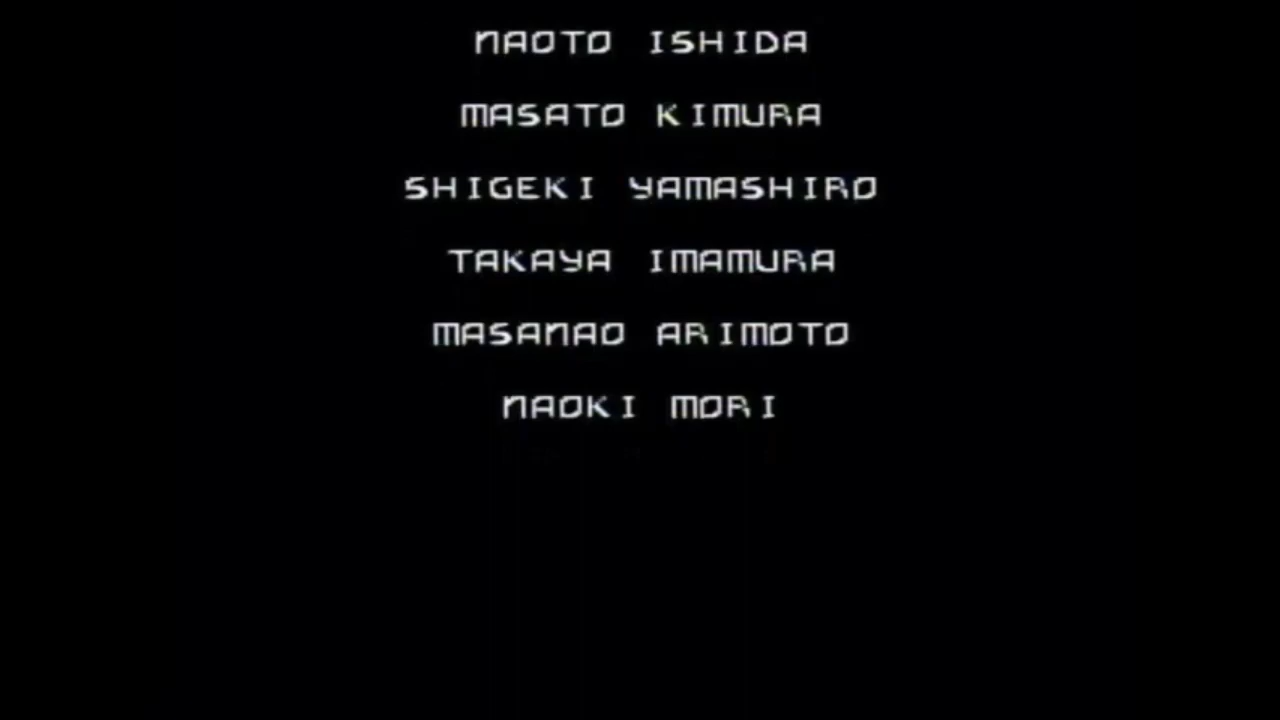 NAOTO ISHIDA
MASATO KIMURA
SHIGEKI YAMASHIRO
TAKAYA IMAMURA
MASANAO ARIMOTO
NAOKI MORI